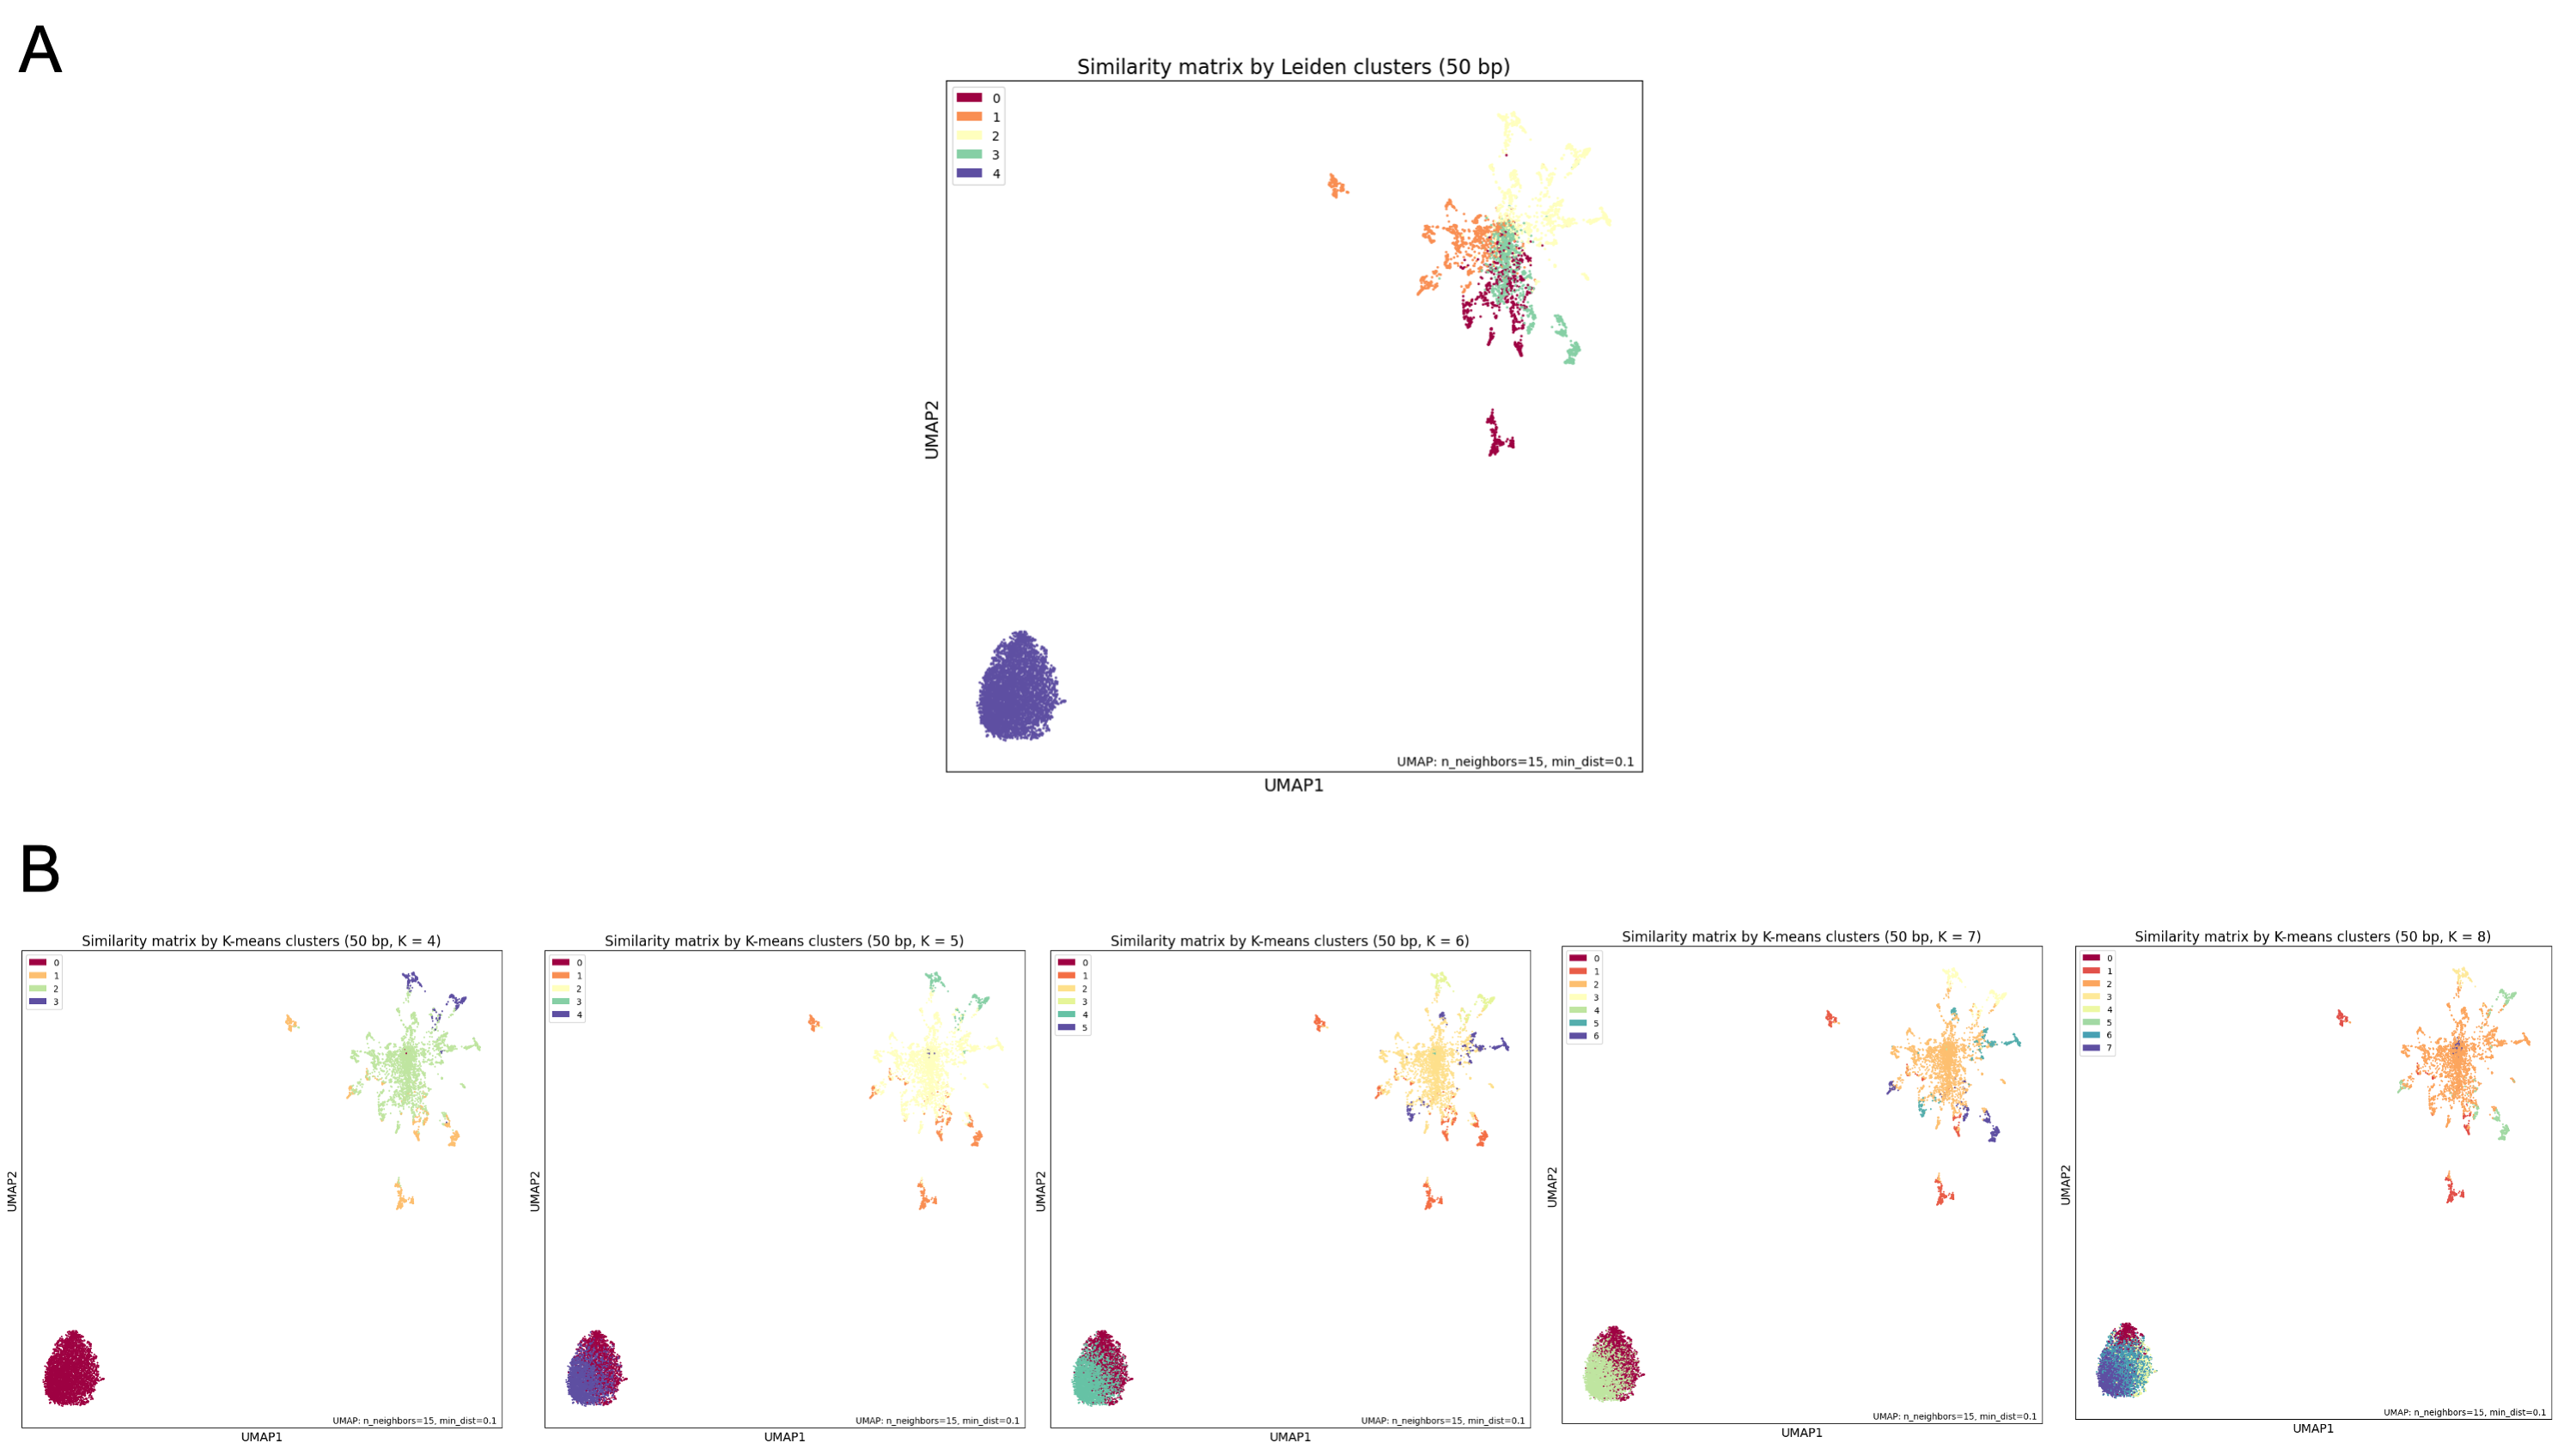 A
Similarity matrix by Leiden clusters (50 bp)
0
1
2
3
4
UMAP2
UMAP: n_neighbors=15, min_dist=0.1
UMAP1
B
Similarity matrix by K-means clusters (50 bp, K = 4)
0
1
2
3
UMAP2
UMAP: n_neighbors=15, min_dist=0.1
UMAP1
Similarity matrix by K-means clusters (50 bp, K = 5)
0
1
2
3
4
UMAP2
UMAP: n_neighbors=15, min_dist=0.1
UMAP1
Similarity matrix by K-means clusters (50 bp, K = 6)
0
1
2
3
4
5
UMAP2
UMAP: n_neighbors=15, min_dist=0.1
UMAP1
Similarity matrix by K-means clusters (50 bp, K = 7)
0
1
2
3
4
5
6
UMAP2
UMAP: n_neighbors=15, min_dist=0.1
UMAP1
Similarity matrix by K-means clusters (50 bp, K = 8)
0
1
2
3
4
5
6
7
UMAP2
UMAP: n_neighbors=15, min_dist=0.1
UMAP1